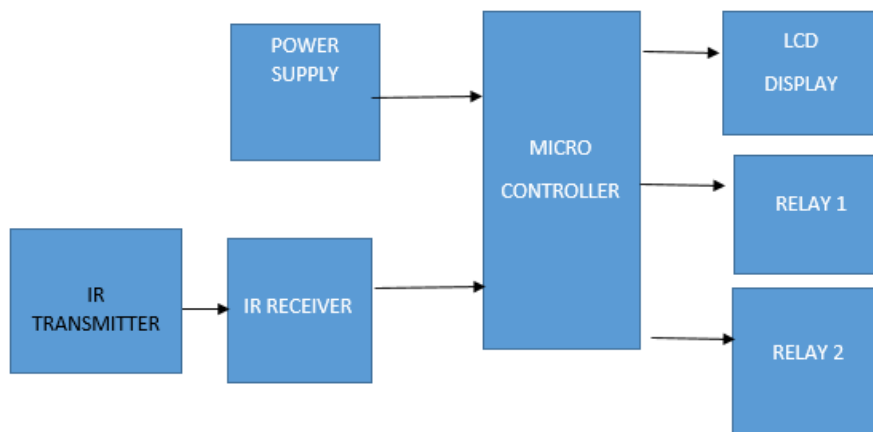 POWER
SUPPLY
MICRO
CONTROLLER
LCD
DISPLAY
RELAY 1
IR
TRANSMITTER
IR RECEIVER
RELAY 2